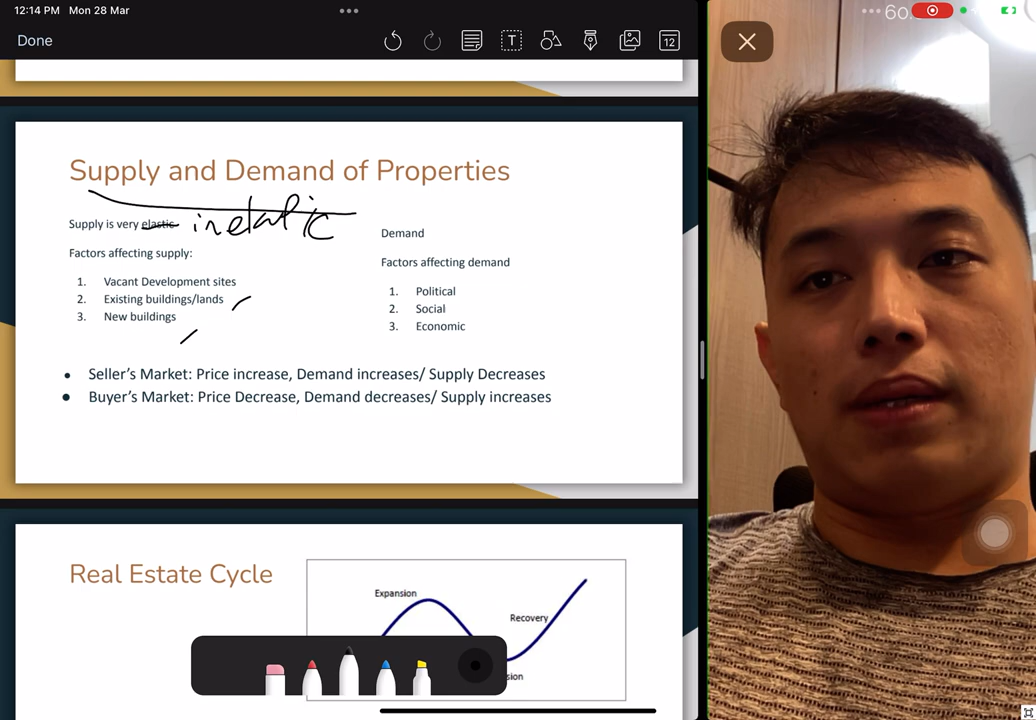 12:14 PM Mon 28 Mar
60
Done
T
12
Supply and Demand of Properties
Supply is very elastic
Demand
Factors affecting supply:
Factors affecting demand
1. Vacant Development sites
1. Political
2. Existing buildings/lands
2. Social
3. New buildings
3. Economic
• Seller's Market: Price increase, Demand increases/ Supply Decreases
• Buyer's Market: Price Decrease, Demand decreases/ Supply increases
Real Estate Cycle
Expansion
Recovery
sion